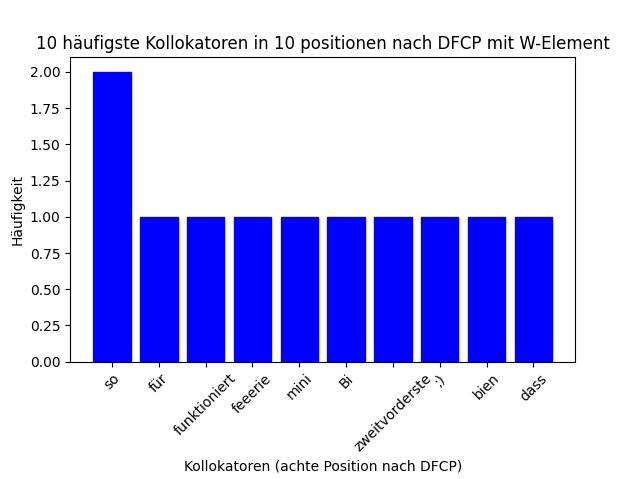 10 häufigste Kollokatoren in 10 positionen nach DFCP mit W-Element
Häufigkeit
2.00
1.75
1.50
1.25
1.00
0.75
0.50
0.25
0.00
so
für
funktioniert
feeerie
mini
Bi
zweitvorderste
;)
bien
dass
Kollokatoren (achte Position nach DFCP)